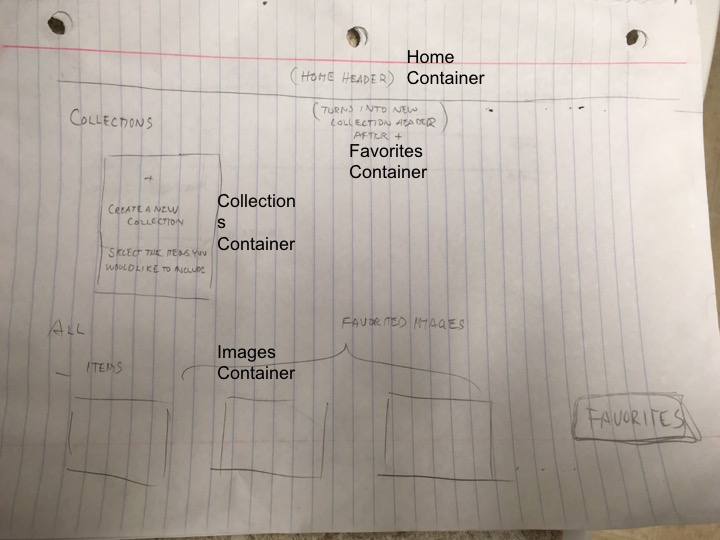 Home
(HOME HEADER) Container
(TURNS INTO NEW
COLLECTION HEADER
AFTER +
COLLECTIONS
Favorites
Container
+
CREATE A NEW
COLLECTION
Collection
s
Container
SELECT THE ITEMS YOU
WOULD LIKE TO INCLUDE
ALL
FAVORITED IMAGES
Images
Container
ITEMS
FAVORITES